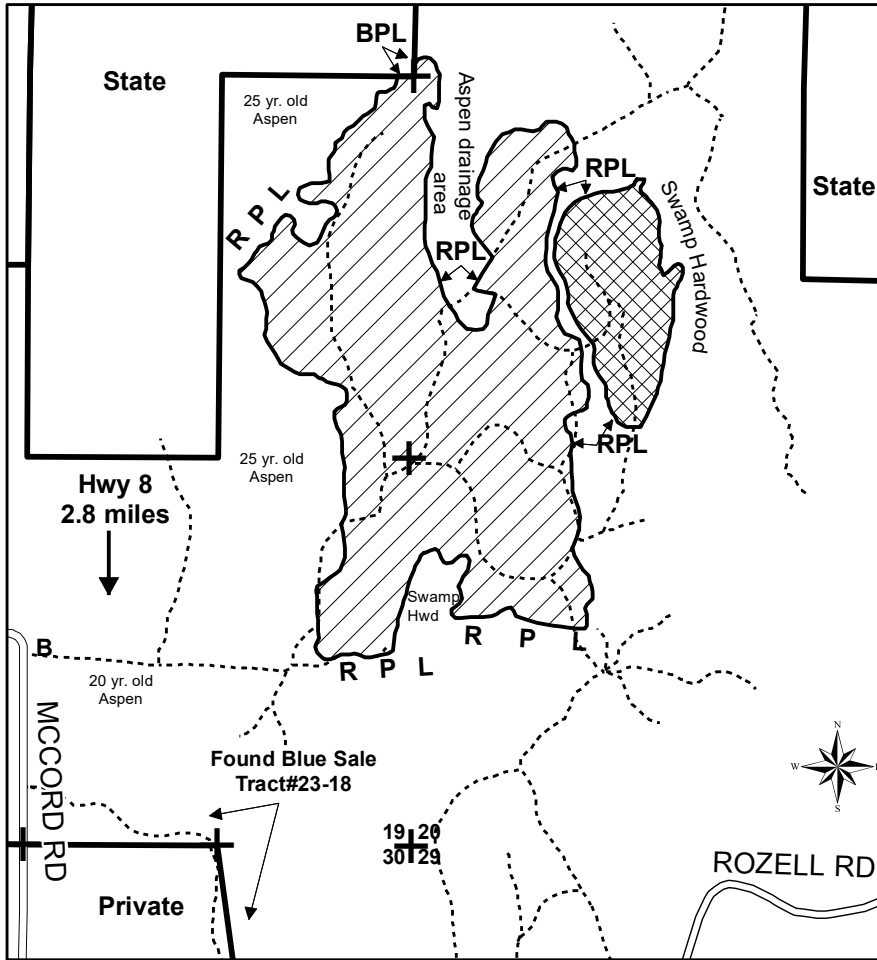 BPL
State
25 yr. old
Aspen
Aspen drainage
area
RPL
State
R P L
Swamp Hardwood
RPL
25 yr. old
Aspen
RPL
Hwy 8
2.8 miles
Swamp
Hwd
R P L
B
R P L
20 yr. old
Aspen
MCCORD RD
Found Blue Sale
Tract#23-18
N
W E
S
19 20
30 29
ROZELL RD
Private